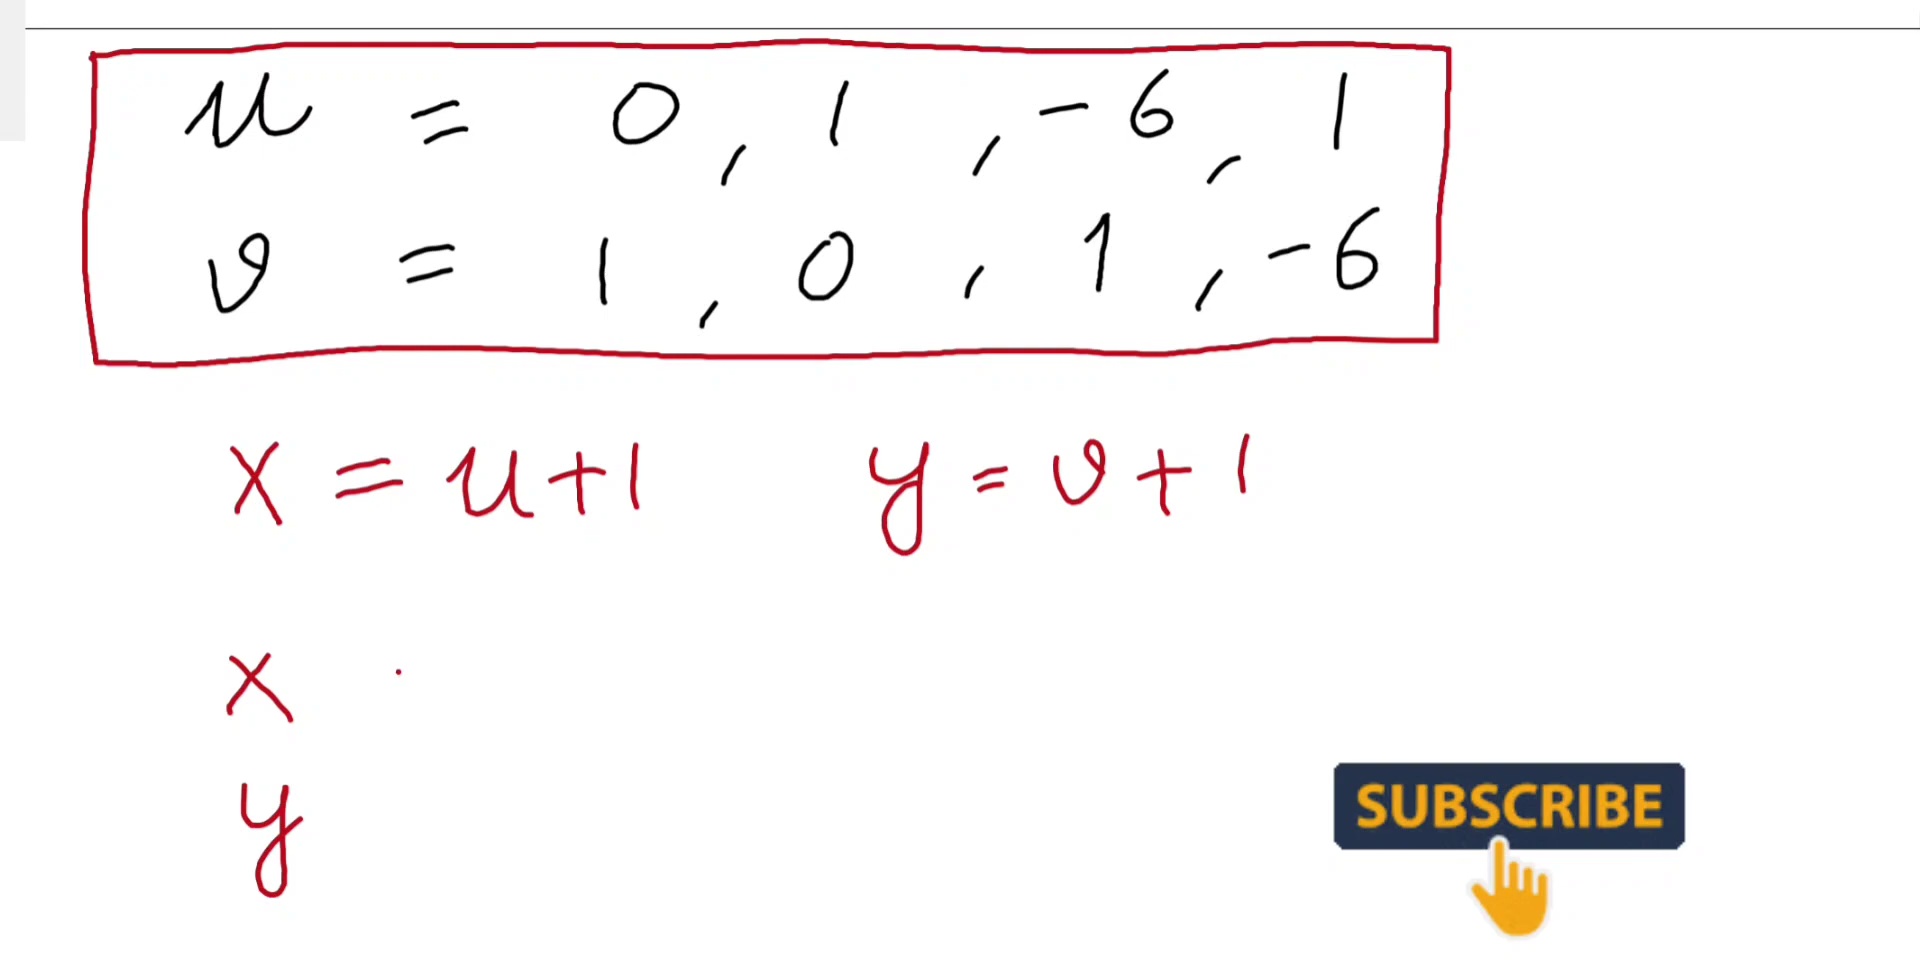 u = 0, 1, -6, 1
v = 1, 0, 1, -6
x = u+1 y = v+1
x
y
SUBSCRIBE